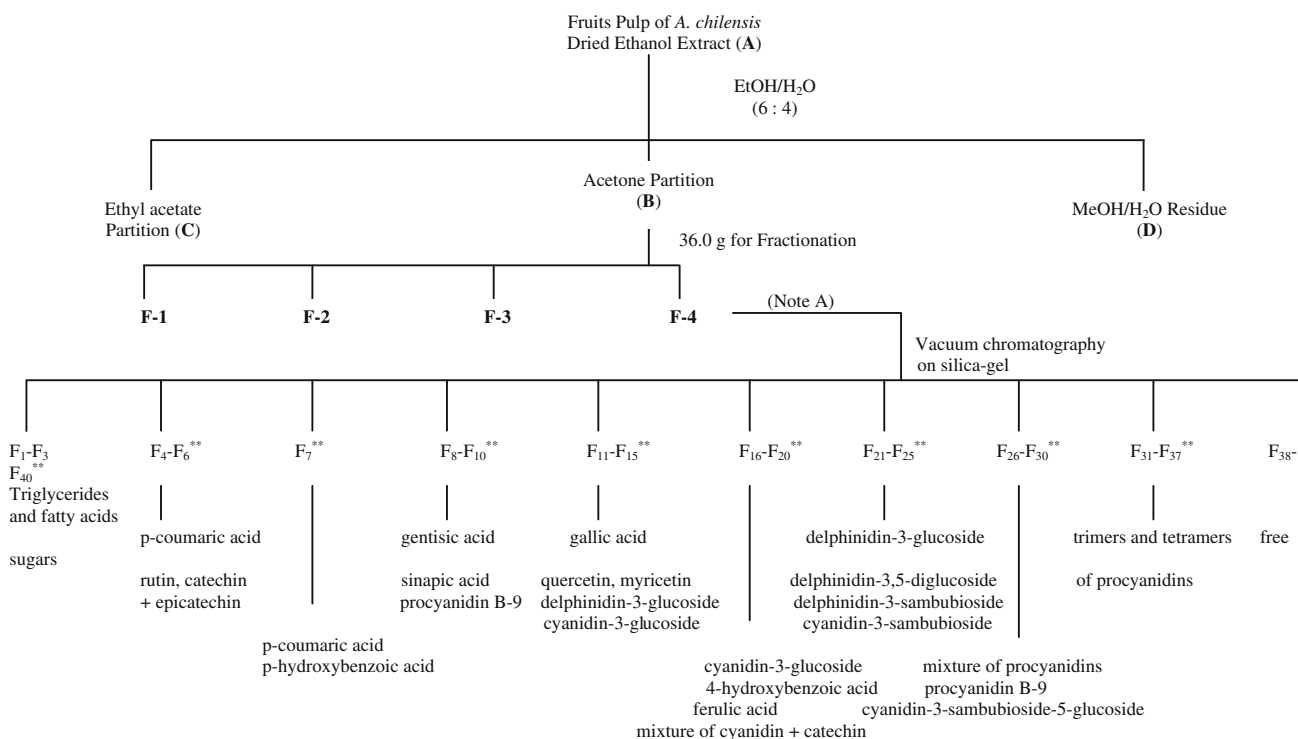 Fruits Pulp of A. chilensis
Dried Ethanol Extract (A)
EtOH/H₂O
(6 : 4)
Ethyl acetate
Partition (C)
Acetone Partition
(B)
MeOH/H₂O Residue
(D)
36.0 g for Fractionation
F-1
F-2
F-3
F-4
(Note A)
Vacuum chromatography
on silica-gel
F₁-F₃
F₄₀**
Triglycerides
and fatty acids
sugars
F₄-F₆**
p-coumaric acid
rutin, catechin
+ epicatechin
F₇**
p-coumaric acid
p-hydroxybenzoic acid
F₈-F₁₀**
gentisic acid
sinapic acid
procyanidin B-9
F₁₁-F₁₅**
gallic acid
quercetin, myricetin
delphinidin-3-glucoside
cyanidin-3-glucoside
F₁₆-F₂₀**
cyanidin-3-glucoside
4-hydroxybenzoic acid
ferulic acid
mixture of cyanidin + catechin
F₂₁-F₂₅**
delphinidin-3-glucoside
delphinidin-3,5-diglucoside
delphinidin-3-sambubioside
cyanidin-3-sambubioside
F₂₆-F₃₀**
mixture of procyanidins
procyanidin B-9
cyanidin-3-sambubioside-5-glucoside
F₃₁-F₃₇**
trimers and tetramers
of procyanidins
F₃₈-
free